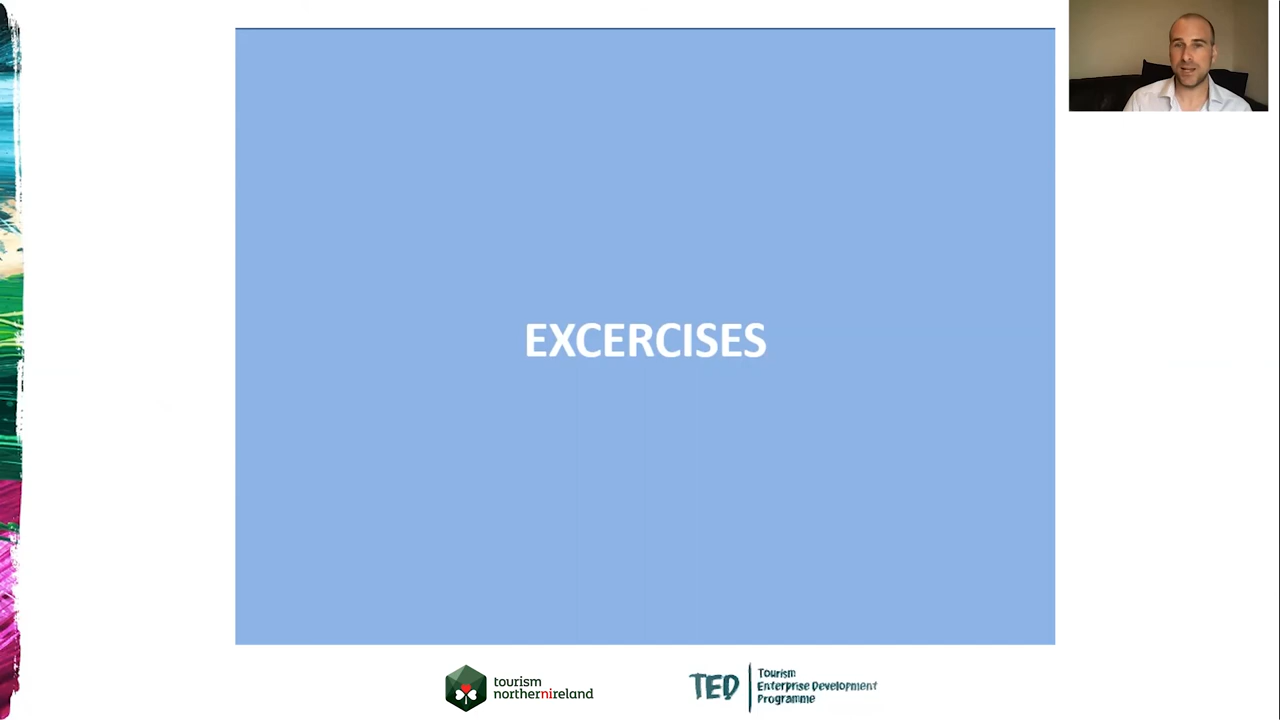 EXCERCISES
tourism
northernireland
TED
Tourism
Enterprise Development
Programme